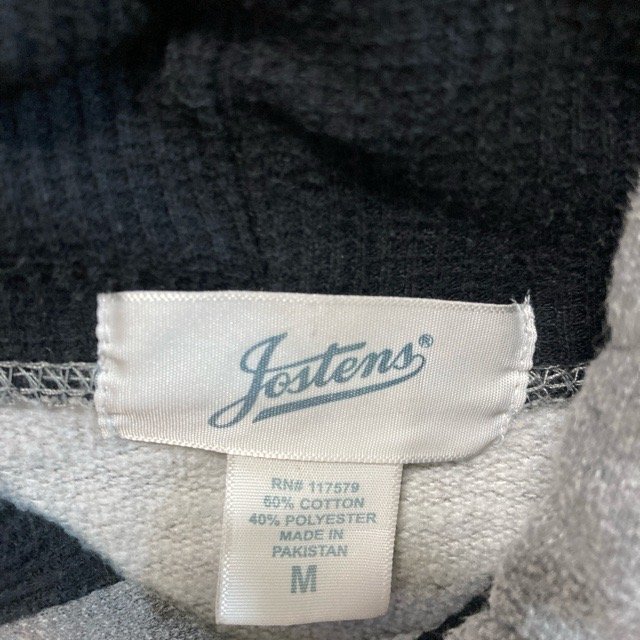 Jostens®
RN# 117579
60% COTTON
40% POLYESTER
MADE IN
PAKISTAN
M